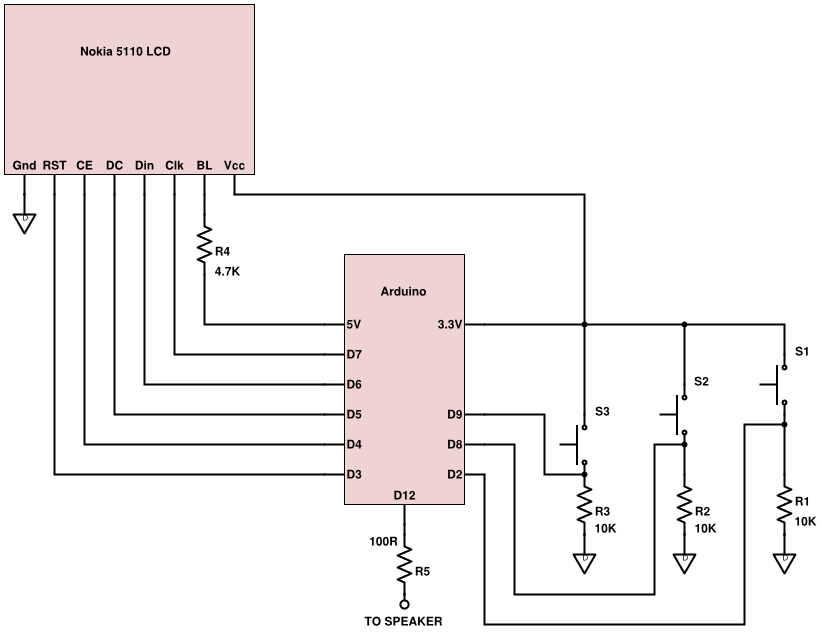 Nokia 5110 LCD
Gnd RST CE DC Din Clk BL Vcc
D
R4
4.7K
Arduino
5V 3.3V
D7
D6
D5 D9
D4 D8
D3 D2
D12
S1
S2
S3
R3
10K
R2
10K
R1
10K
D D D
100R
R5
TO SPEAKER